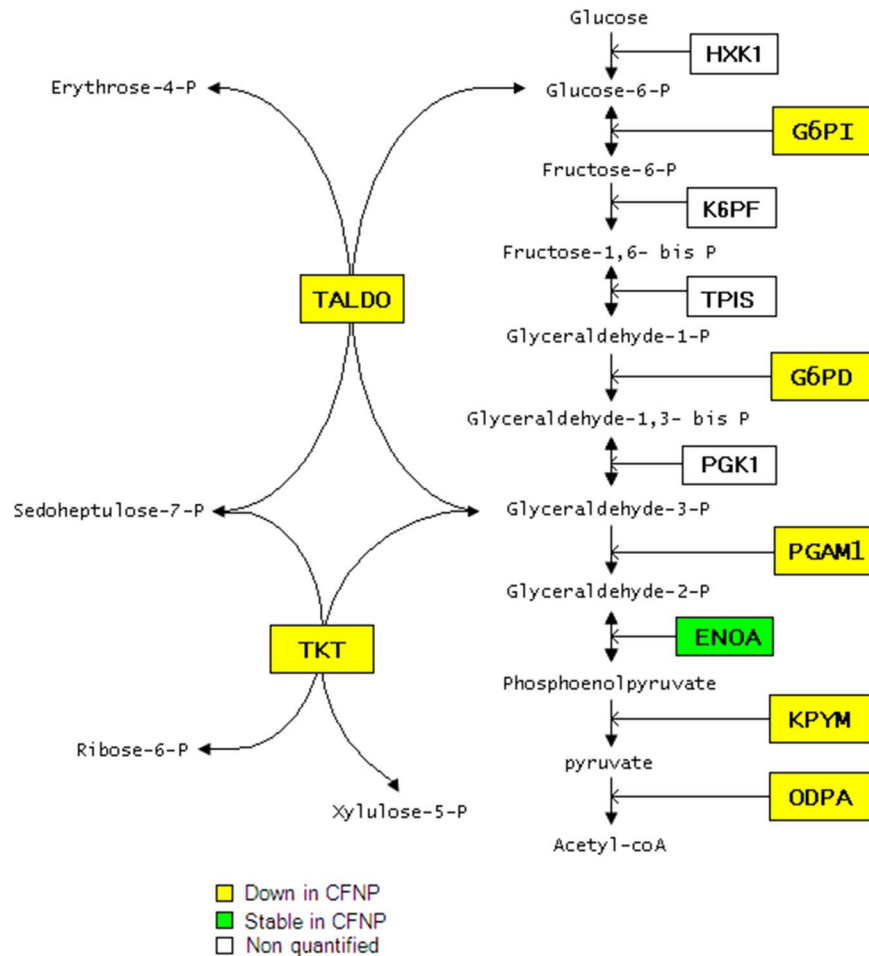 Glucose
HXK1
Erythrose-4-P
Glucose-6-P
G6PI
Fructose-6-P
K6PF
Fructose-1,6- bis P
TALDO
TPIS
Glyceraldehyde-1-P
G6PD
Glyceraldehyde-1,3- bis P
PGK1
Sedoheptulose-7-P
Glyceraldehyde-3-P
PGAM1
Glyceraldehyde-2-P
TKT
ENOA
Phosphoenolpyruvate
KPYM
Ribose-6-P
pyruvate
ODPA
Xylulose-5-P
Acetyl-coA
Down in CFNP
Stable in CFNP
Non quantified